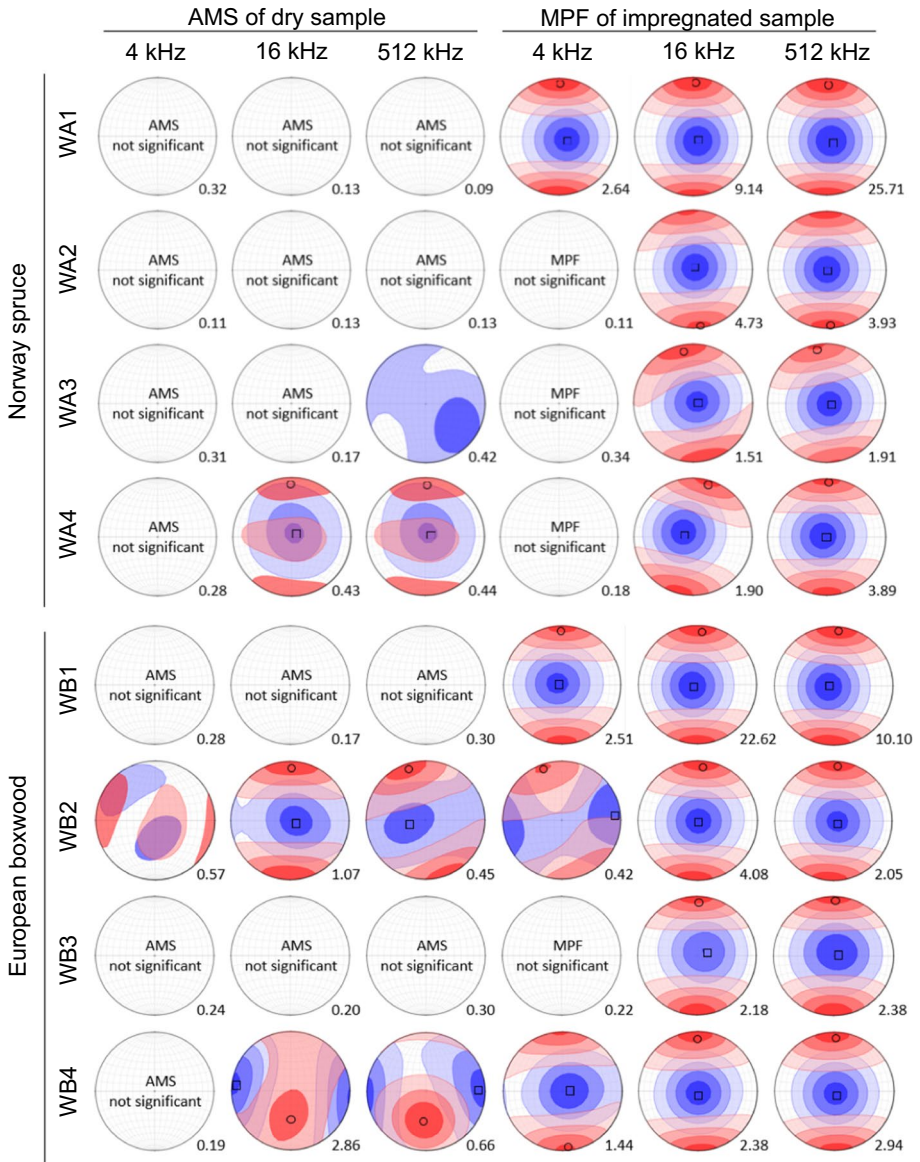 AMS of dry sample MPF of impregnated sample
4 kHz 16 kHz 512 kHz 4 kHz 16 kHz 512 kHz
Norway spruce
WA1
AMS
not significant
0.32
AMS
not significant
0.13
AMS
not significant
0.09
2.64
9.14
25.71
WA2
AMS
not significant
0.11
AMS
not significant
0.13
AMS
not significant
0.13
MPF
not significant
0.11
4.73
3.93
WA3
AMS
not significant
0.31
AMS
not significant
0.17
0.42
MPF
not significant
0.34
1.51
1.91
WA4
AMS
not significant
0.28
0.43
0.44
MPF
not significant
0.18
1.90
3.89
European boxwood
WB1
AMS
not significant
0.28
AMS
not significant
0.17
AMS
not significant
0.30
2.51
22.62
10.10
WB2
0.57
1.07
0.45
0.42
4.08
2.05
WB3
AMS
not significant
0.24
AMS
not significant
0.20
AMS
not significant
0.30
MPF
not significant
0.22
2.18
2.38
WB4
AMS
not significant
0.19
2.86
0.66
1.44
2.38
2.94